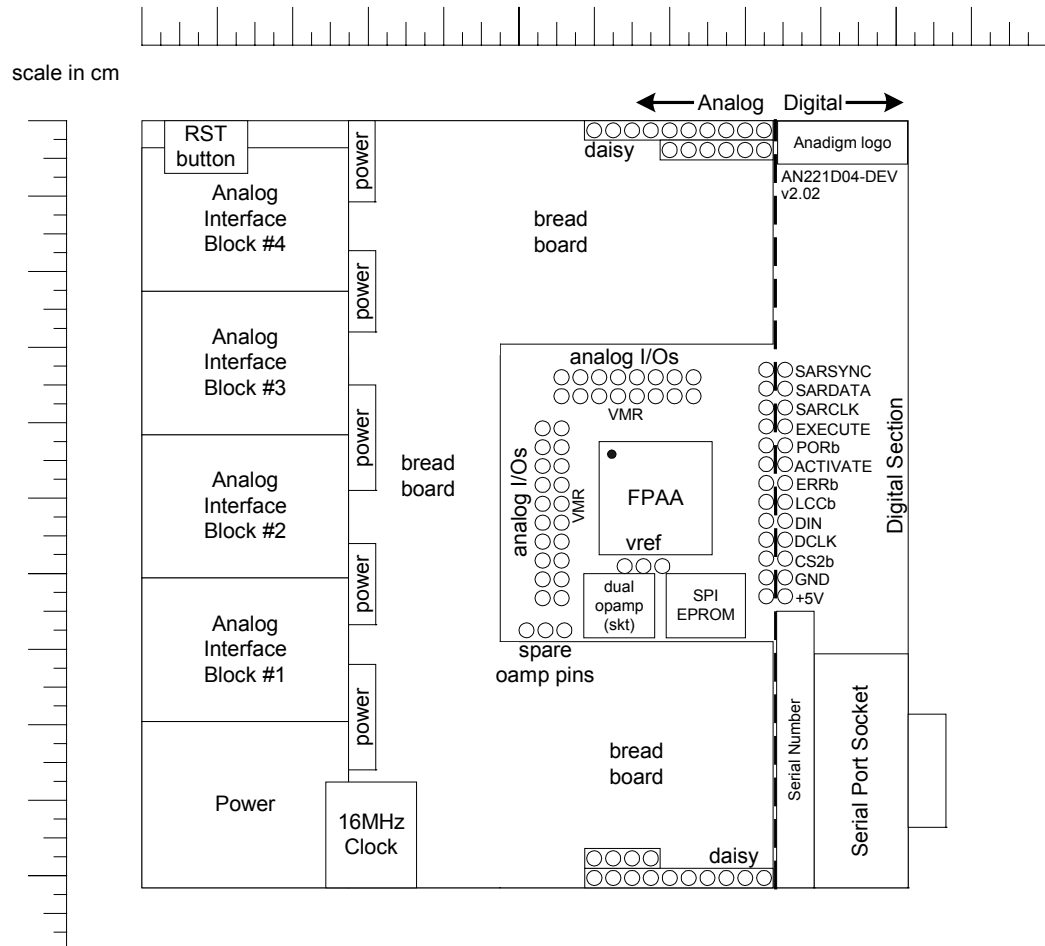 scale in cm
Analog Digital
RST
button
power
daisy
Anadigm logo
AN221D04-DEV
v2.02
Analog
Interface
Block #4
bread
board
power
Analog
Interface
Block #3
analog I/Os
VMR
SARSYNC
SARDATA
SARCLK
EXECUTE
PORb
ACTIVATE
ERRb
LCCb
DIN
DCLK
CS2b
GND
+5V
Digital Section
power
bread
board
analog I/Os
VMR
FPAA
vref
Analog
Interface
Block #2
power
dual
opamp
(skt)
SPI
EPROM
Analog
Interface
Block #1
spare
oamp pins
power
bread
board
Serial Number
Serial Port Socket
Power
16MHz
Clock
daisy